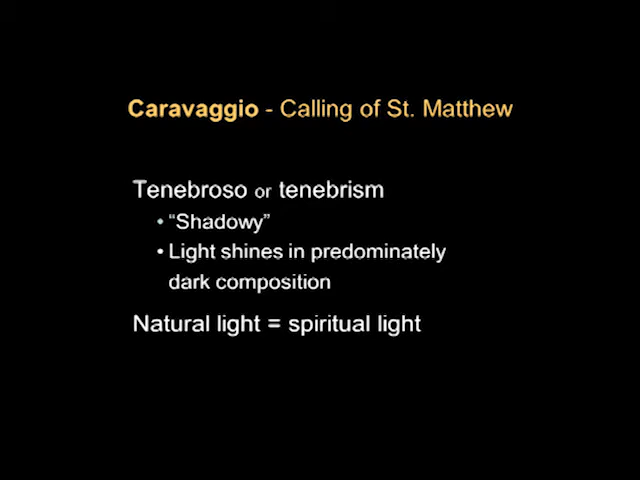 Caravaggio - Calling of St. Matthew
Tenebroso or tenebrism
• “Shadowy”
• Light shines in predominately
dark composition
Natural light = spiritual light